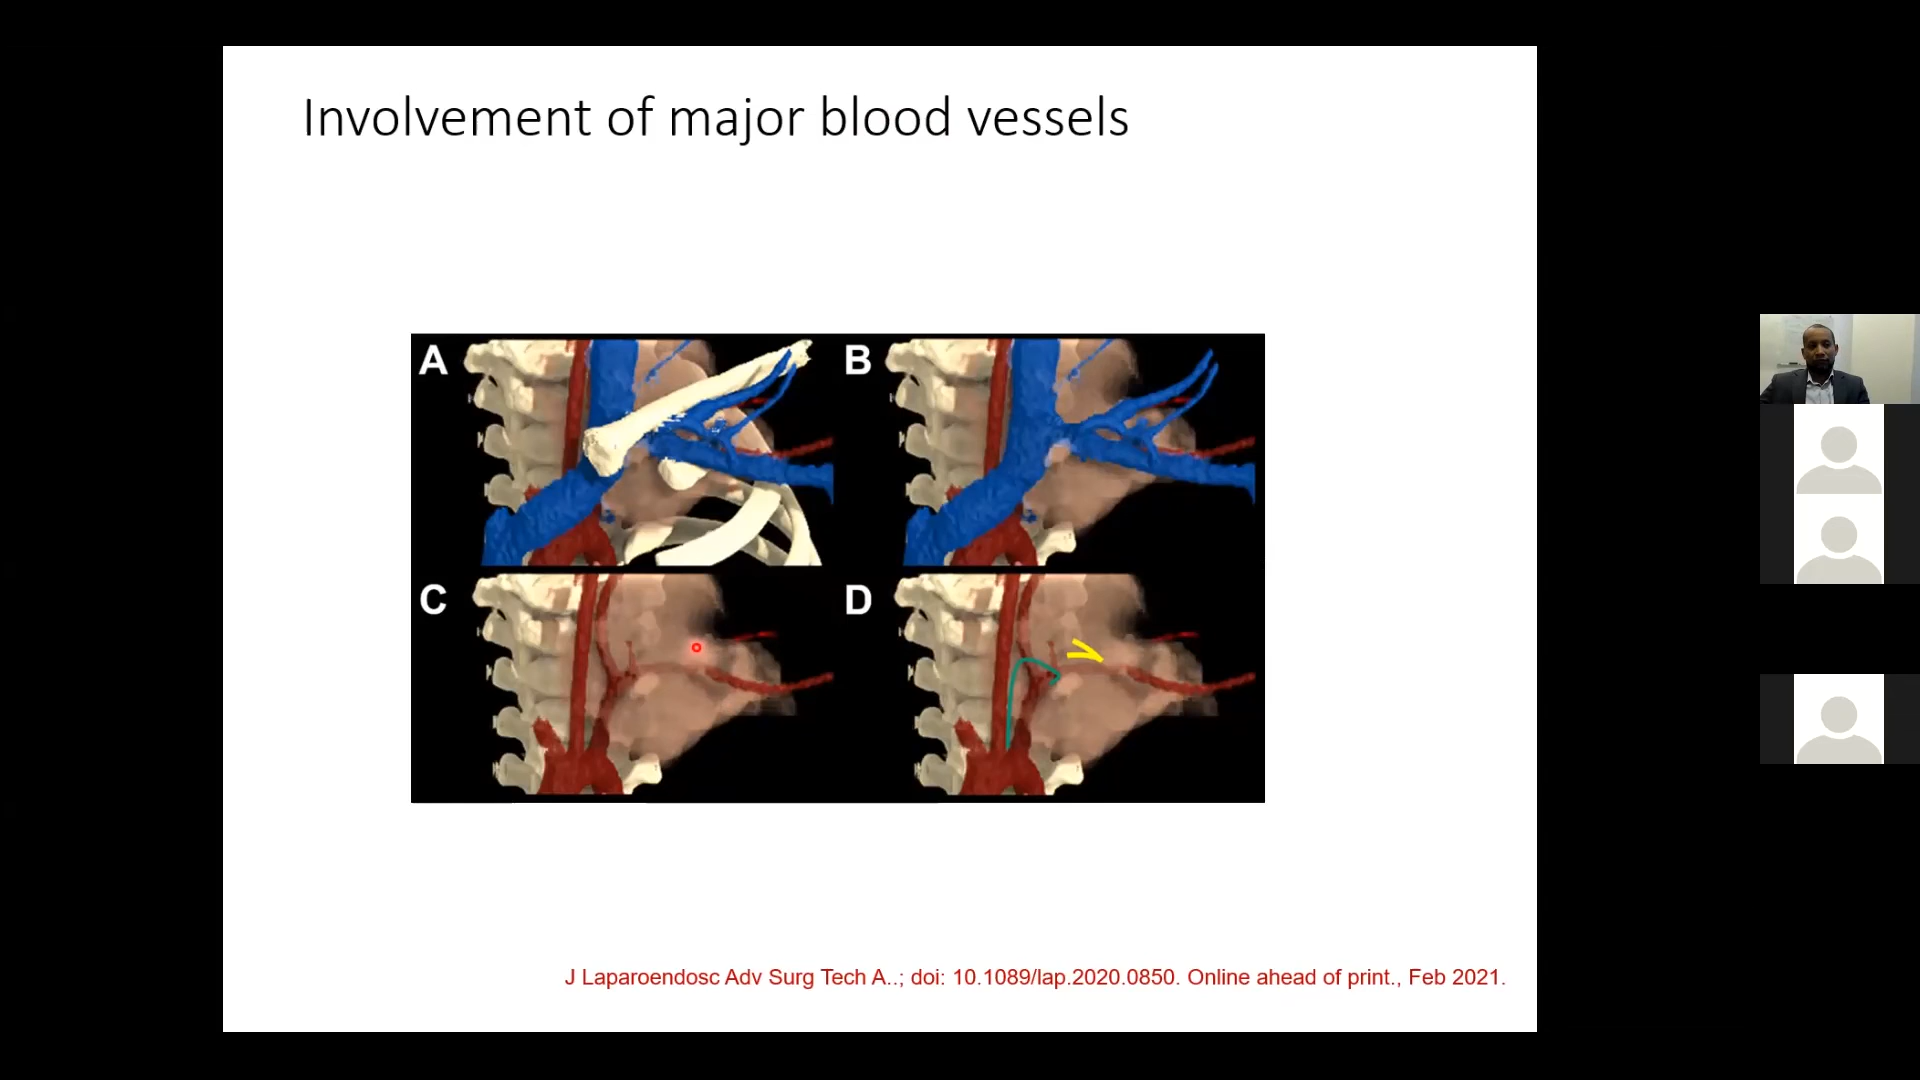 Involvement of major blood vessels
A
B
C
D
J Laparoendosc Adv Surg Tech A..; doi: 10.1089/lap.2020.0850. Online ahead of print., Feb 2021.